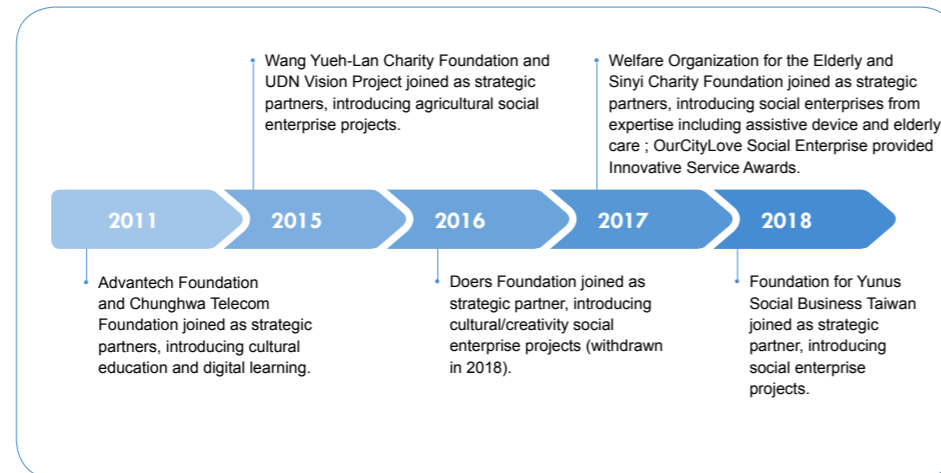 Wang Yueh-Lan Charity Foundation and
UDN Vision Project joined as strategic
partners, introducing agricultural social
enterprise projects.
Welfare Organization for the Elderly and
Sinyi Charity Foundation joined as strategic
partners, introducing social enterprises from
expertise including assistive device and elderly
care ; OurCityLove Social Enterprise provided
Innovative Service Awards.
2011
2015
2016
2017
2018
Advantech Foundation
and Chunghwa Telecom
Foundation joined as strategic
partners, introducing cultural
education and digital learning.
Doers Foundation joined as
strategic partner, introducing
cultural/creativity social
enterprise projects (withdrawn
in 2018).
Foundation for Yunus
Social Business Taiwan
joined as strategic
partner, introducing
social enterprise
projects.